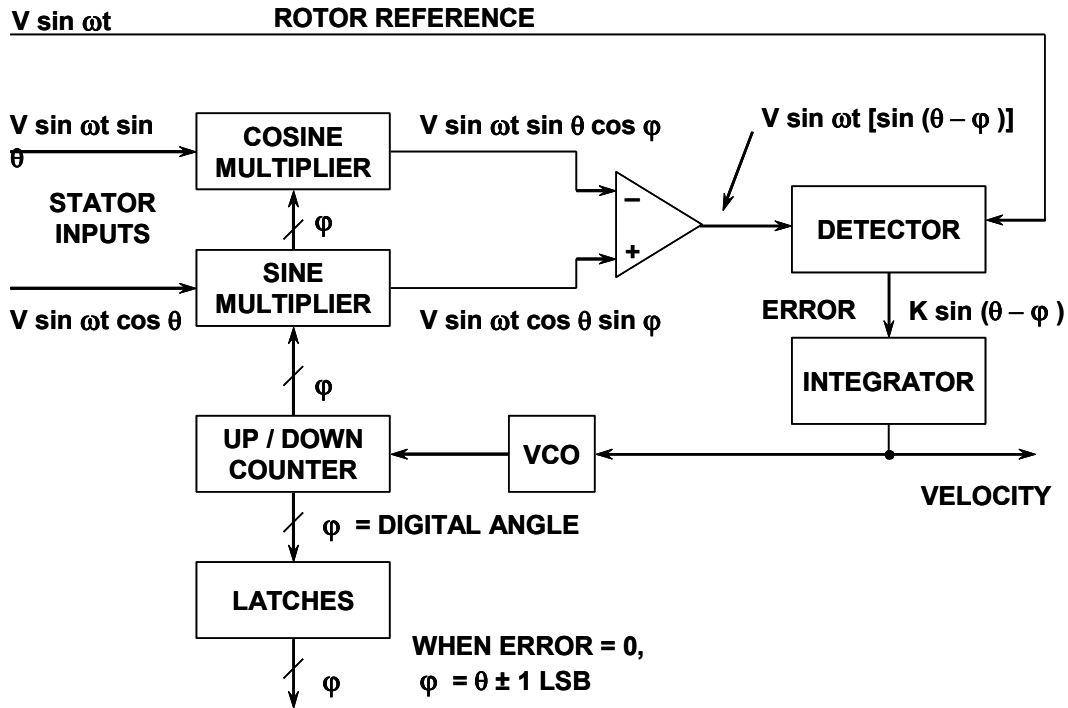 V sin ωt
ROTOR REFERENCE
V sin ωt sin
θ
COSINE
MULTIPLIER
V sin ωt sin θ cos φ
V sin ωt [sin (θ – φ )]
STATOR
INPUTS
φ
–
+
DETECTOR
SINE
MULTIPLIER
V sin ωt cos θ
V sin ωt cos θ sin φ
ERROR
K sin (θ – φ )
φ
INTEGRATOR
UP / DOWN
COUNTER
VCO
VELOCITY
φ = DIGITAL ANGLE
LATCHES
WHEN ERROR = 0,
φ = θ ± 1 LSB
φ